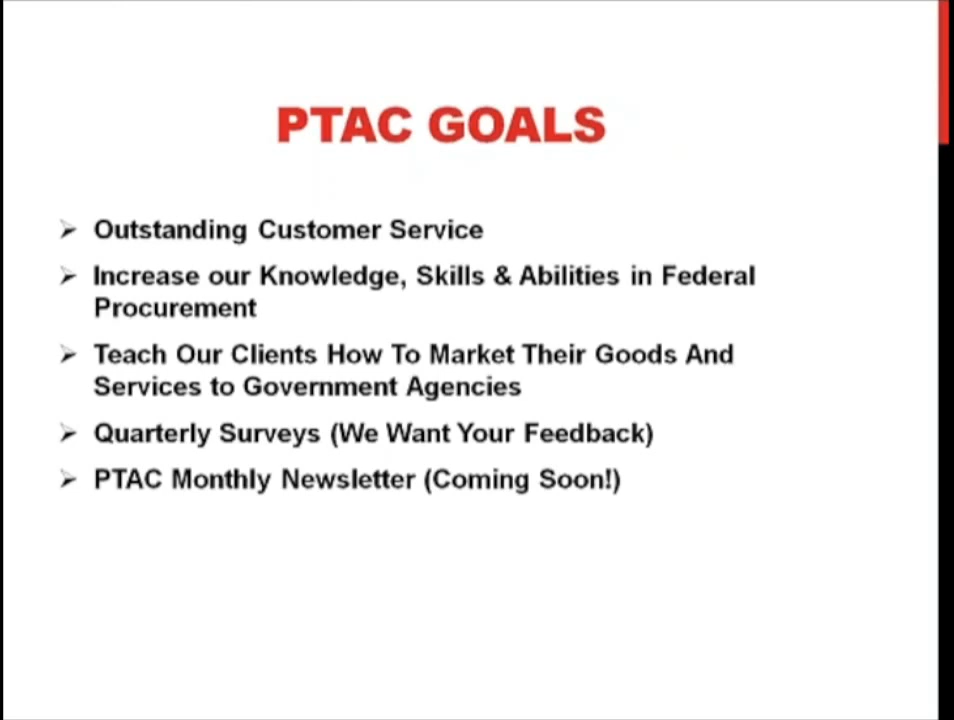 PTAC GOALS
➢ Outstanding Customer Service
➢ Increase our Knowledge, Skills & Abilities in Federal
Procurement
➢ Teach Our Clients How To Market Their Goods And
Services to Government Agencies
➢ Quarterly Surveys (We Want Your Feedback)
➢ PTAC Monthly Newsletter (Coming Soon!)